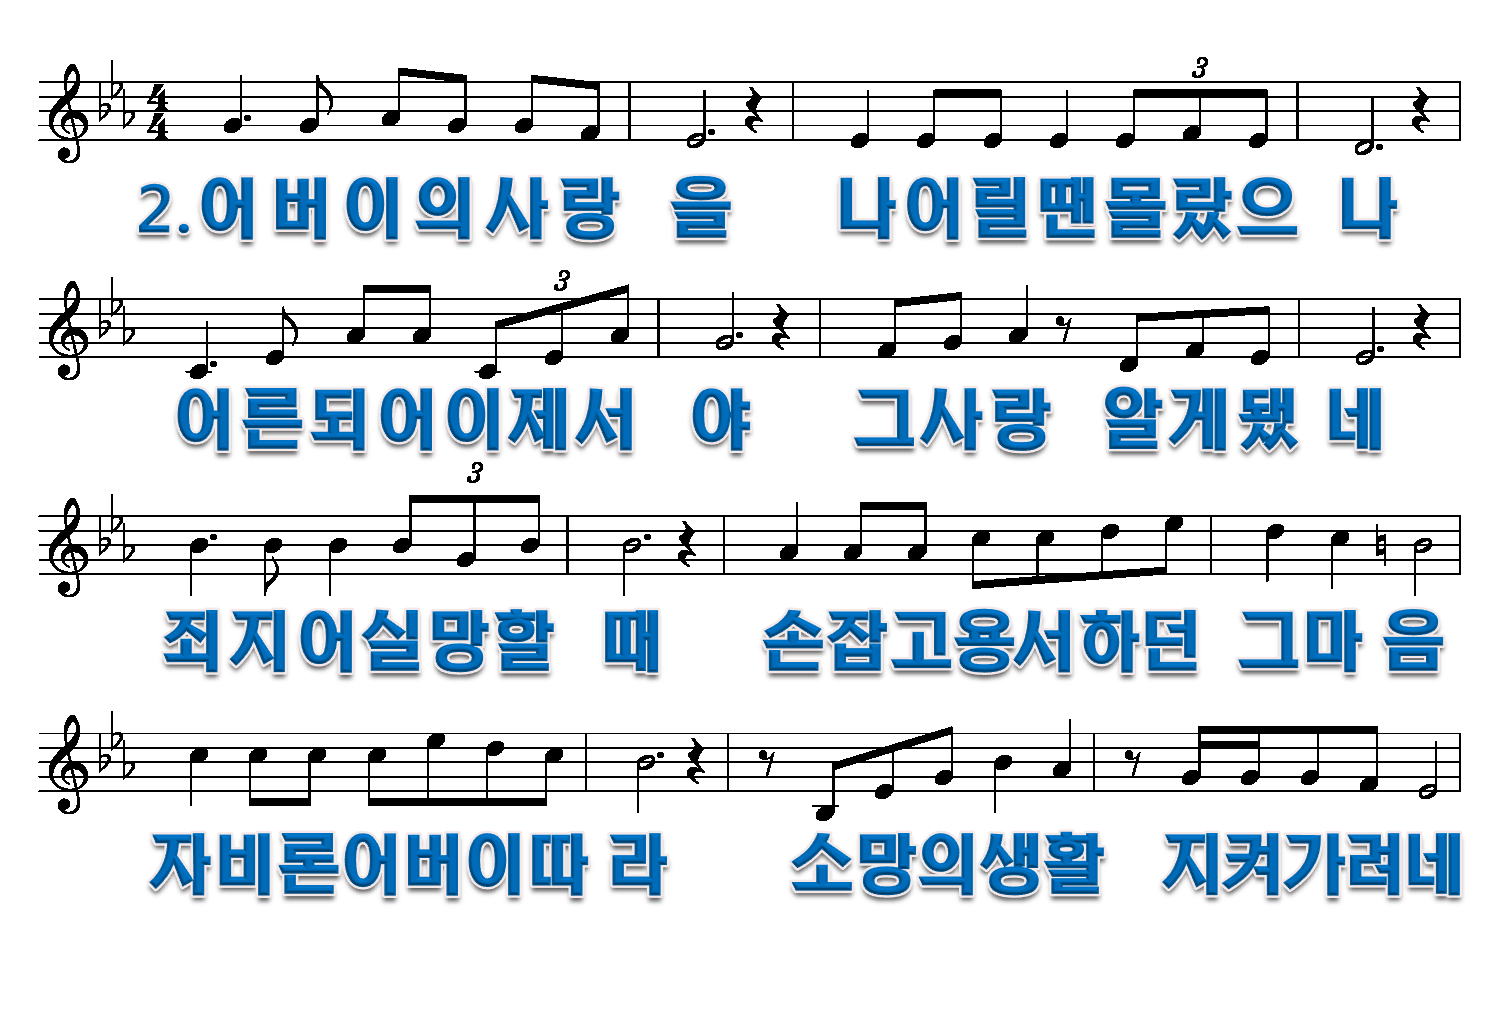 4 4 3
2.어버이의사랑 을 나어릴땐몰랐으 나
3
어른되어이제서 야 그사랑 알게됐 네
3
죄지어실망할 때 손잡고용서하던 그마 음
자비론어버이따 라 소망의생활 지켜가려네